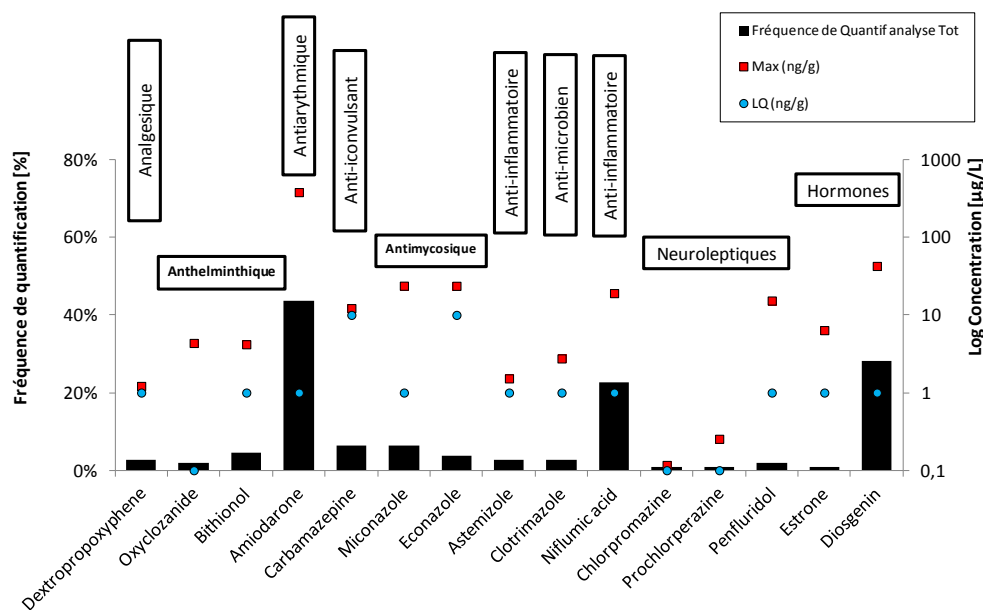 Fréquence de Quantif analyse Tot
Max (ng/g)
LQ (ng/g)
Analgesique
Antiarythmique
Anti-iconvulsant
Anti-inflammatoire
Anti-microbien
Anti-inflammatoire
Hormones
Anthelminthique
Antimycosique
Neuroleptiques
Fréquence de quantification [%]
80%
60%
40%
20%
0%
1000
100
10
1
0,1
Log Concentration [µg/L)
Dextropropoxyphene
Oxyclozanide
Bithionol
Amiodarone
Carbamazepine
Miconazole
Econazole
Astemizole
Clotrimazole
Niflumic acid
Chlorpromazine
Prochlorperazine
Penfluridol
Estrone
Diosgenin